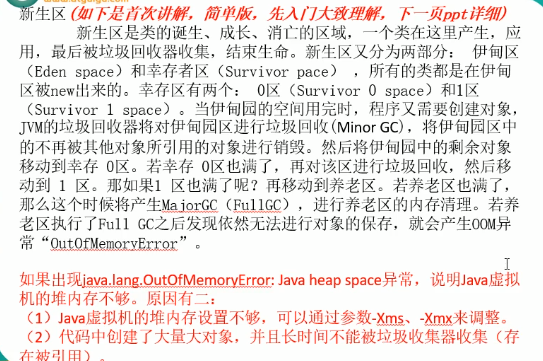 新生区(如下是首次讲解，简单版，先入门大致理解，下一页ppt详细)
新生区是类的诞生、成长、消亡的区域，一个类在这里产生，应
用，最后被垃圾回收器收集，结束生命。新生区又分为两部分： 伊甸区
（Eden space）和幸存者区（Survivor pace） ，所有的类都是在伊甸
区被new出来的。幸存区有两个： 0区（Survivor 0 space）和1区
（Survivor 1 space）。当伊甸园的空间用完时，程序又需要创建对象，
JVM的垃圾回收器将对伊甸园区进行垃圾回收(Minor GC)，将伊甸园区中
的不再被其他对象所引用的对象进行销毁。然后将伊甸园中的剩余对象
移动到幸存 0区。若幸存 0区也满了，再对该区进行垃圾回收，然后移
动到 1 区。那如果1 区也满了呢？再移动到养老区。若养老区也满了，
那么这个时候将产生MajorGC（FullGC），进行养老区的内存清理。若养
老区执行了Full GC之后发现依然无法进行对象的保存，就会产生OOM异
常“OutOfMemoryError”。
如果出现java.lang.OutOfMemoryError: Java heap space异常，说明Java虚拟
机的堆内存不够。原因有二：
（1）Java虚拟机的堆内存设置不够，可以通过参数-Xms、-Xmx来调整。
（2）代码中创建了大量大对象，并且长时间不能被垃圾收集器收集（存
在被引用）。